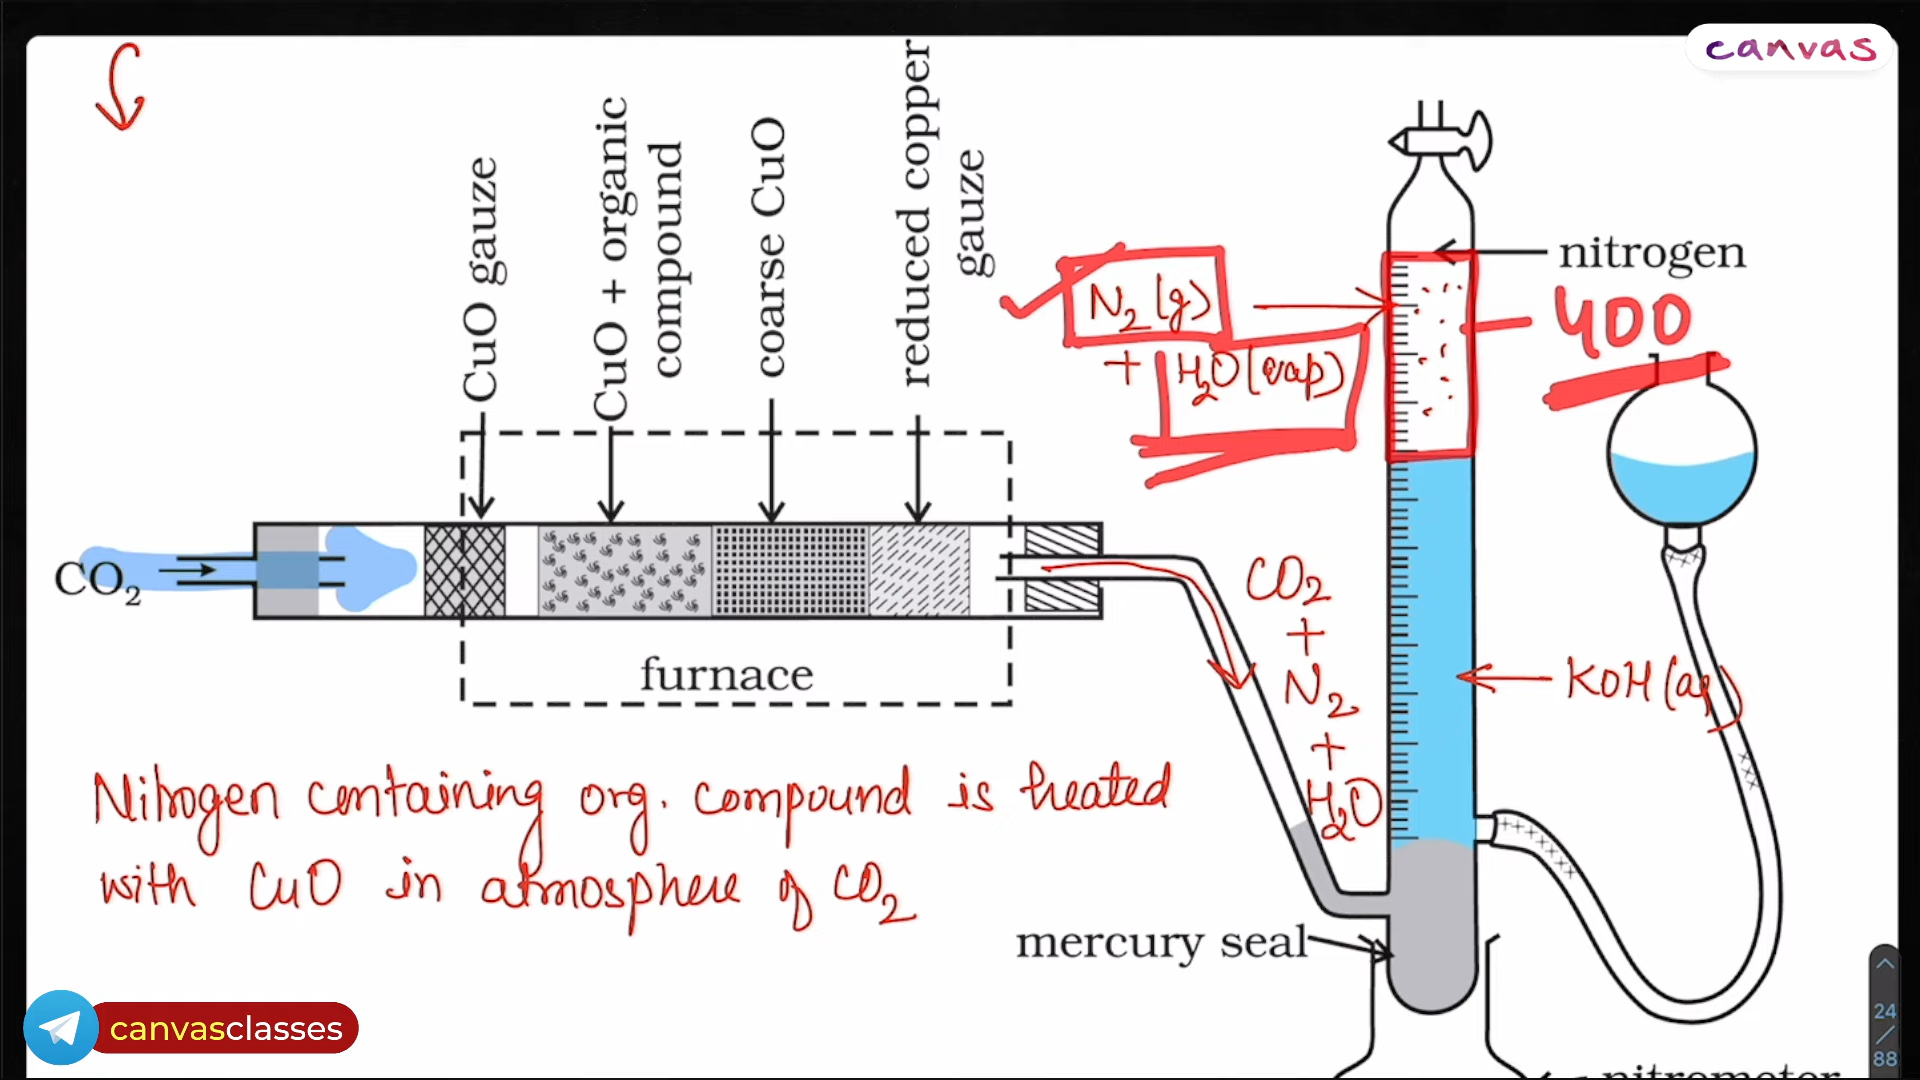 canvas
CuO gauze
CuO + organic
compound
coarse CuO
reduced copper
gauze
nitrogen
N2 (g)
+ H2O (vap)
400
CO2
furnace
CO2
+
N2
+
H2O
KOH (aq)
Nitrogen containing org. compound is heated
with CuO in atmosphere of CO2
mercury seal
canvasclasses
24
/
88
nitrometer